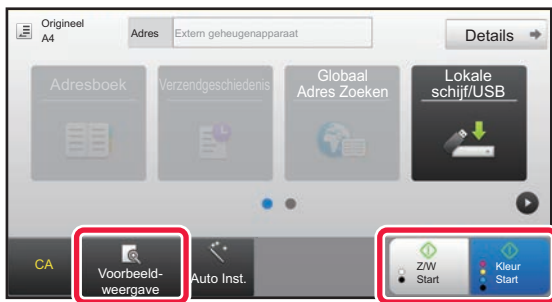 Origineel
A4
Adres
Extern geheugenapparaat
Details
Adresboek
Verzendgeschiedenis
Globaal
Adres Zoeken
Lokale
schijf/USB
CA
Voorbeeld-
weergave
Auto Inst.
Z/W
Start
Kleur
Start